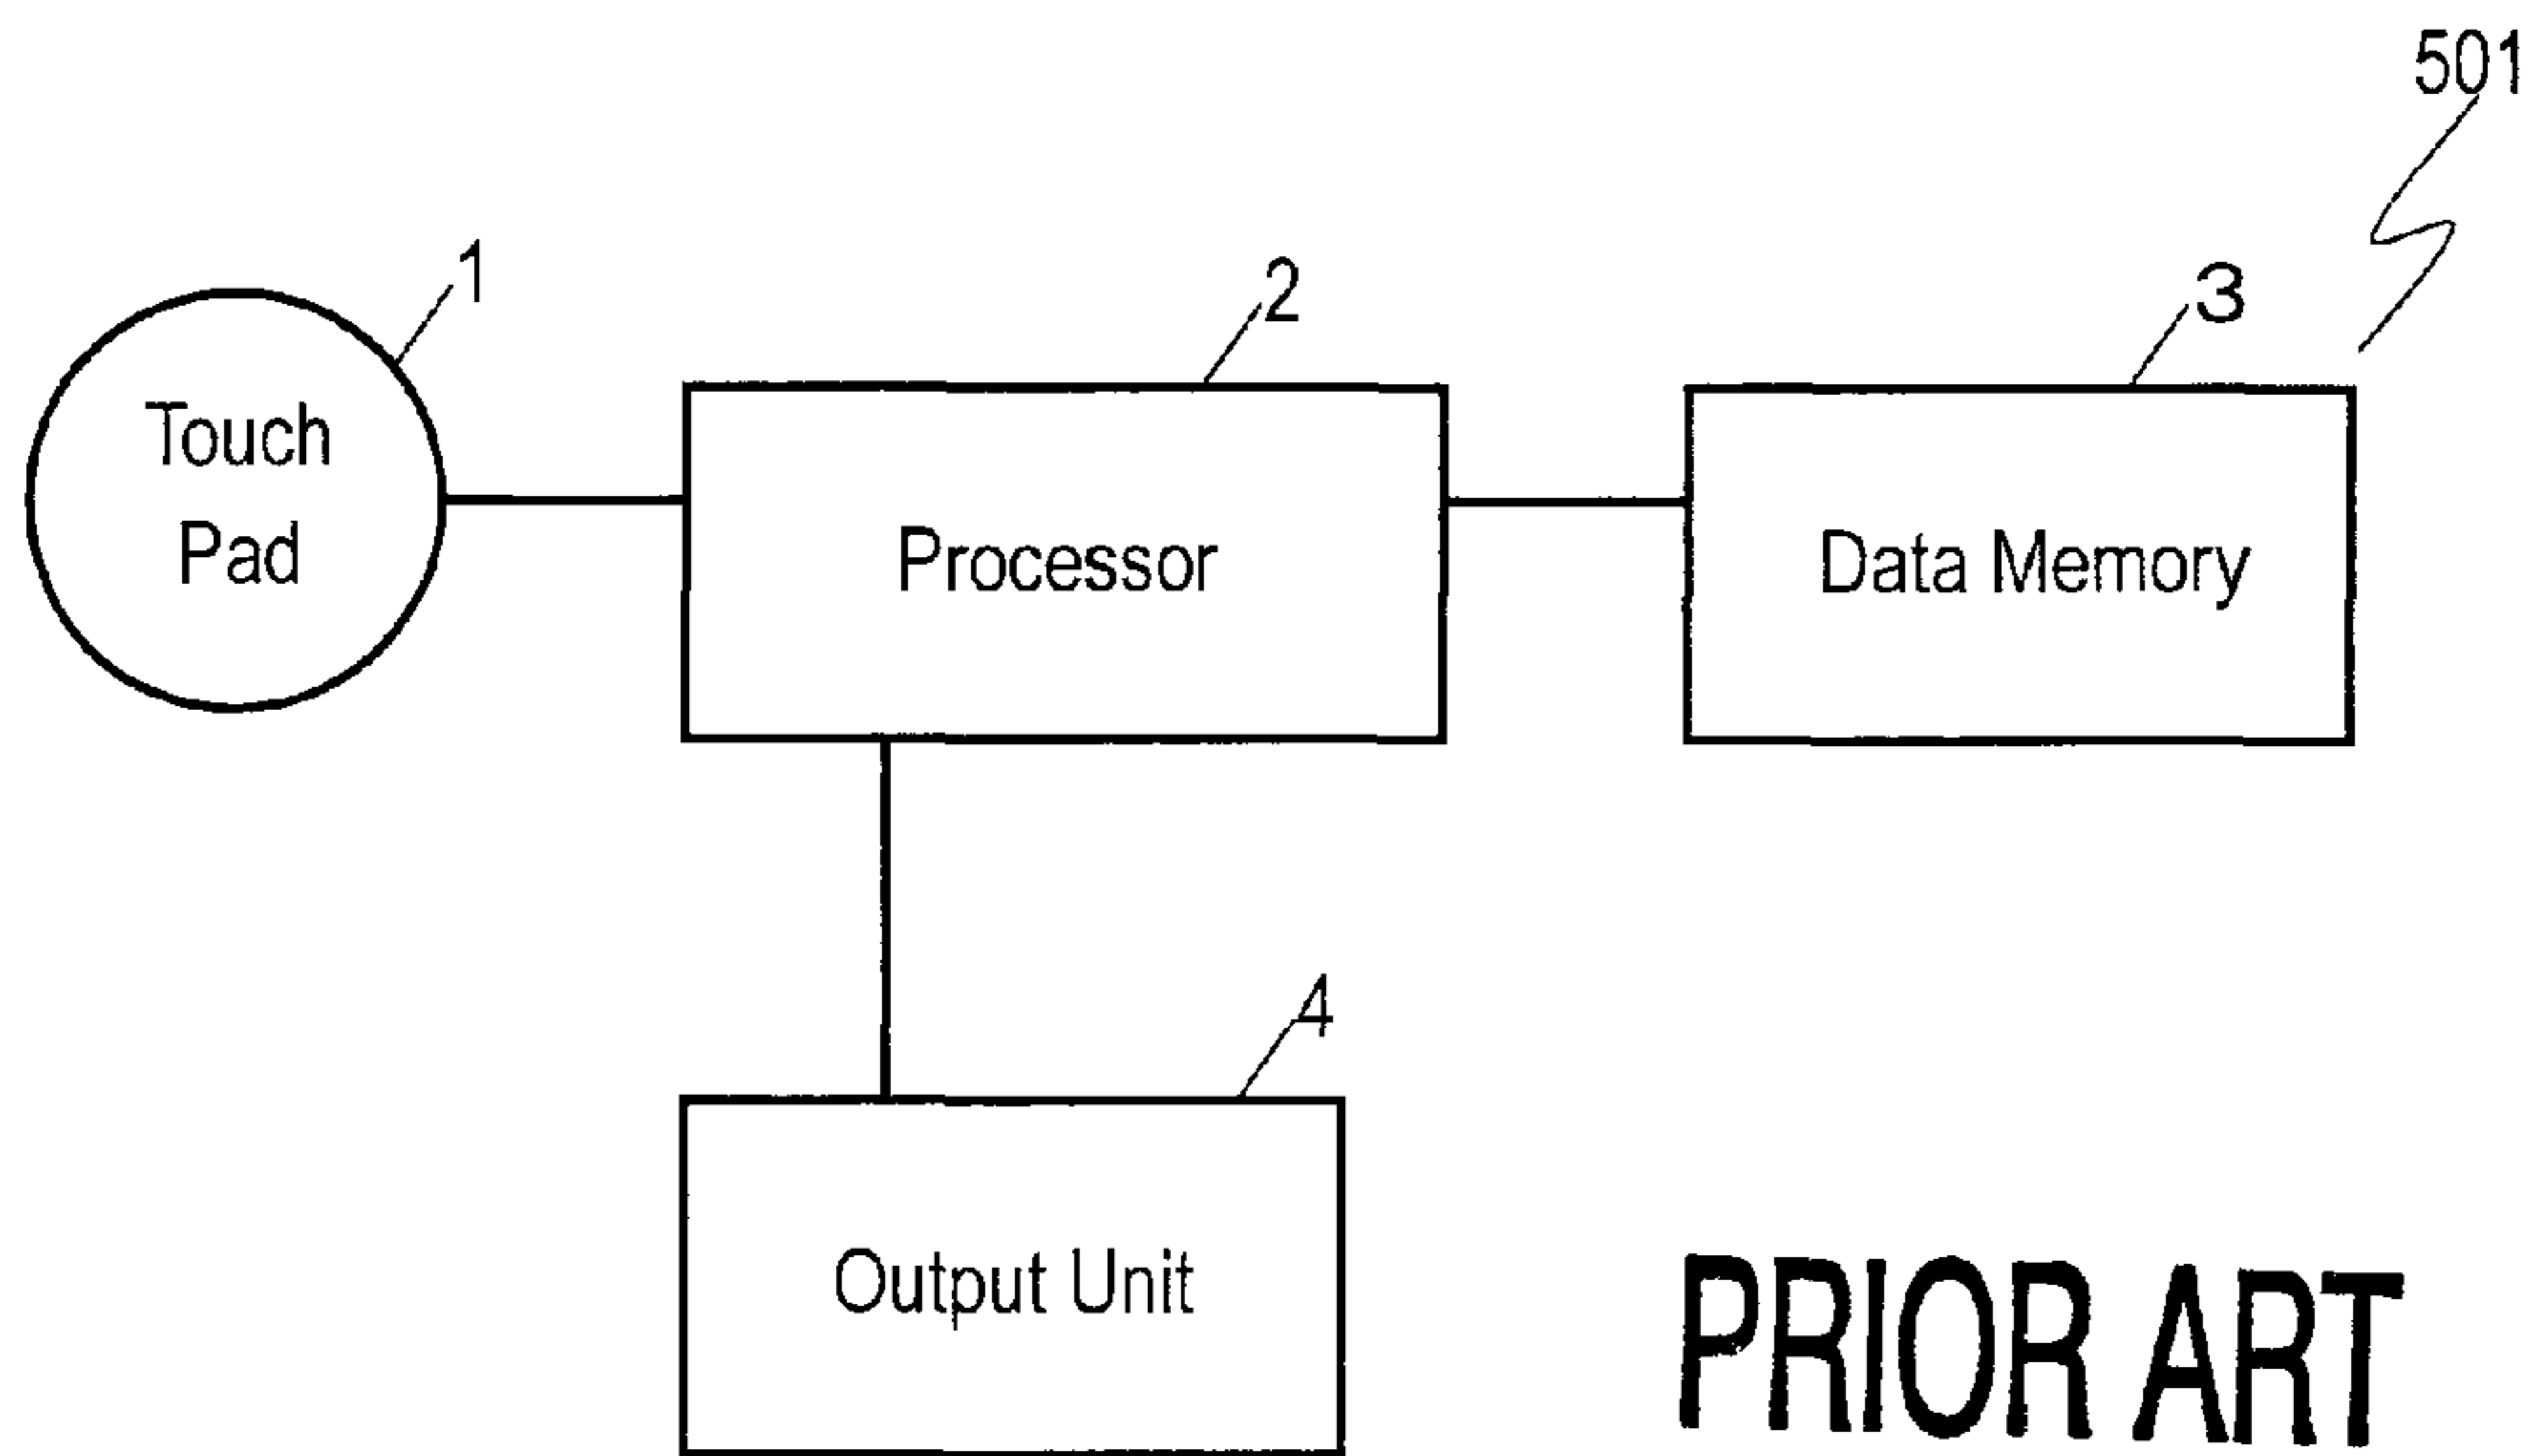 501
1
2
3
Touch
Pad
Processor
Data Memory
4
Output Unit
PRIOR ART